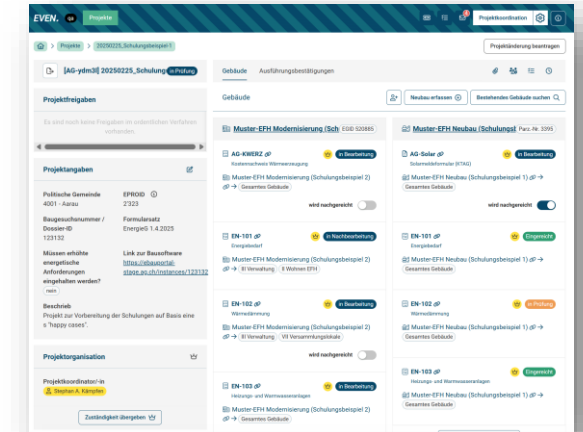 EVEN. Projekte
Projektkoordination
Projekte > 20250225_Schulungsbeispiel-1
Projektänderung beantragen
[AG-ydm3l] 20250225_Schulung in Prüfung
Projektfreigaben
Es sind noch keine Freigaben im ordentlichen Verfahren
vorhanden.
Projektangaben
Politische Gemeinde
4001 - Aarau
EPROID
2'323
Baugesuchsnummer /
Dossier-ID
123132
Formularsatz
EnergieG 1.4.2025
Müssen erhöhte
energetische
Anforderungen
eingehalten werden?
nein
Link zur Bausoftware
https://ebauportal-
stage.ag.ch/instances/123132
Beschrieb
Projekt zur Vorbereitung der Schulungen auf Basis eine
s "happy cases".
Projektorganisation
Projektkoordinator/-in
Stephan A. Kämpfen
Zuständigkeit übergeben
Gebäude Ausführungsbestätigungen
Gebäude
Neubau erfassen
Bestehendes Gebäude suchen
Muster-EFH Modernisierung (Sch EGID 520885
AG-KWERZ in Bearbeitung
Kostennachweis Wärmeerzeugung
Muster-EFH Modernisierung (Schulungsbeispiel 2)
→ Gesamtes Gebäude
wird nachgereicht
EN-101 in Nachbearbeitung
Energiebedarf
Muster-EFH Modernisierung (Schulungsbeispiel 2)
→ III Verwaltung II Wohnen EFH
EN-102 in Bearbeitung
Wärmedämmung
Muster-EFH Modernisierung (Schulungsbeispiel 2)
→ III Verwaltung VII Versammlungslokale
wird nachgereicht
EN-103 in Bearbeitung
Heizungs- und Warmwasseranlagen
Muster-EFH Modernisierung (Schulungsbeispiel 2)
→ Gesamtes Gebäude
Muster-EFH Neubau (Schulungst Parz.-Nr. 3395
AG-Solar in Bearbeitung
Solarmeldeformular (KTAG)
Muster-EFH Neubau (Schulungsbeispiel 1) →
Gesamtes Gebäude
wird nachgereicht
EN-101 Eingereicht
Energiebedarf
Muster-EFH Neubau (Schulungsbeispiel 1) →
Gesamtes Gebäude
EN-102 in Prüfung
Wärmedämmung
Muster-EFH Neubau (Schulungsbeispiel 1) →
Gesamtes Gebäude
EN-103 Eingereicht
Heizungs- und Warmwasseranlagen
Muster-EFH Neubau (Schulungsbeispiel 1) →
Gesamtes Gebäude